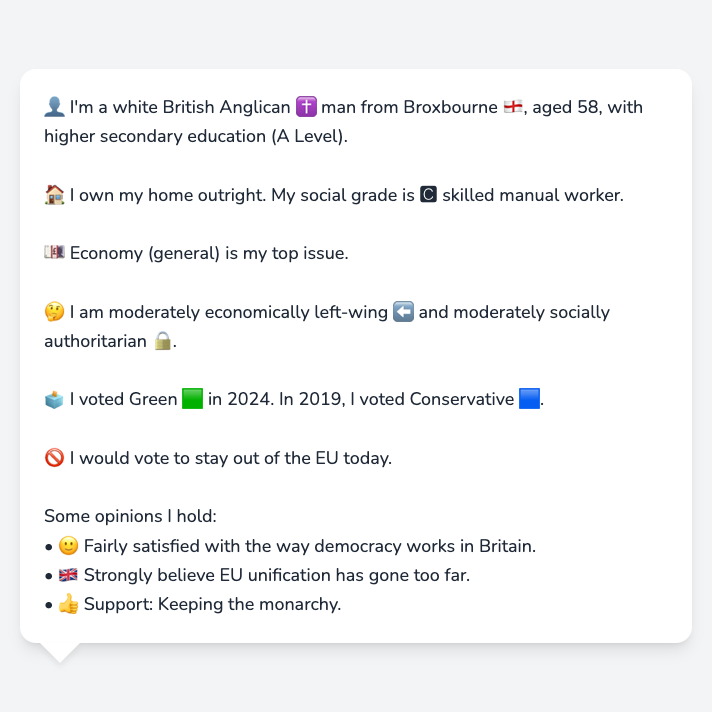 👤 I'm a white British Anglican ✝️ man from Broxbourne 🏴󠁧󠁢󠁥󠁮󠁧󠁿, aged 58, with
higher secondary education (A Level).
🏠 I own my home outright. My social grade is 🅲 skilled manual worker.
💷 Economy (general) is my top issue.
🤔 I am moderately economically left-wing ⬅️ and moderately socially
authoritarian 🔒.
🗳️ I voted Green 🟩 in 2024. In 2019, I voted Conservative 🟦.
🚫 I would vote to stay out of the EU today.
Some opinions I hold:
• 🙂 Fairly satisfied with the way democracy works in Britain.
• 🇬🇧 Strongly believe EU unification has gone too far.
• 👍 Support: Keeping the monarchy.